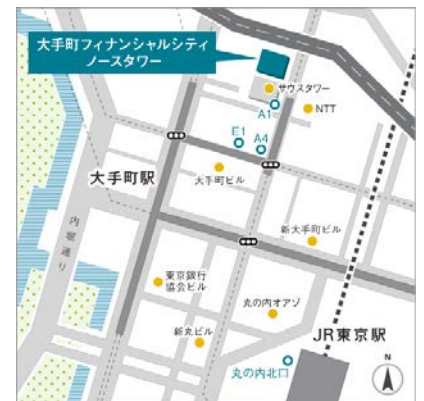 大手町フィナンシャルシティ
ノースタワー
サウスタワー
NTT
A1
E1
A4
大手町駅
大手町ビル
内堀通り
新大手町ビル
東京銀行
協会ビル
丸の内オアゾ
新丸ビル
JR東京駅
丸の内北口
N